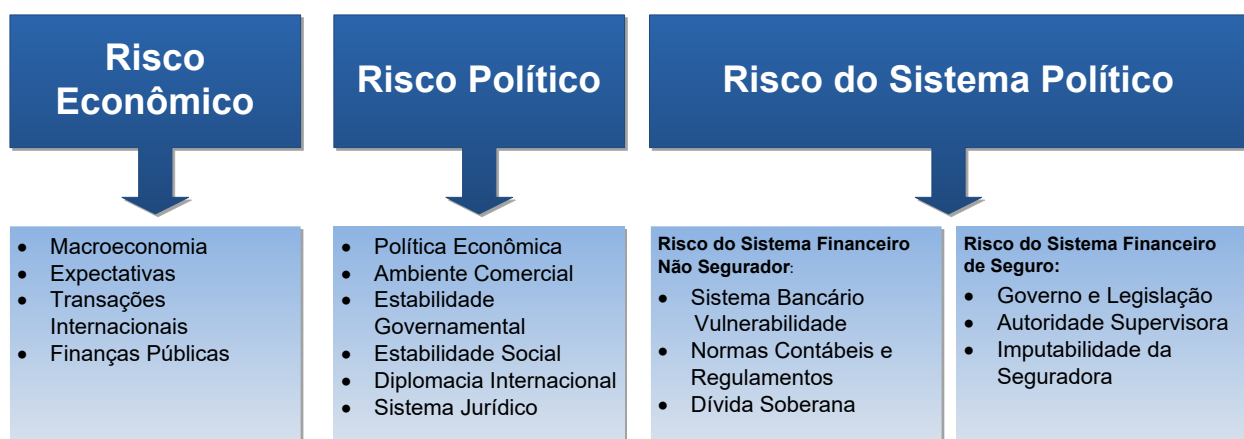 Risco
Econômico
Risco Político
Risco do Sistema Político
• Macroeconomia
• Expectativas
• Transações
Internacionais
• Finanças Públicas
• Política Econômica
• Ambiente Comercial
• Estabilidade
Governamental
• Estabilidade Social
• Diplomacia Internacional
• Sistema Jurídico
Risco do Sistema Financeiro
Não Segurador:
• Sistema Bancário
Vulnerabilidade
• Normas Contábeis e
Regulamentos
• Dívida Soberana
Risco do Sistema Financeiro
de Seguro:
• Governo e Legislação
• Autoridade Supervisora
• Imputabilidade da
Seguradora